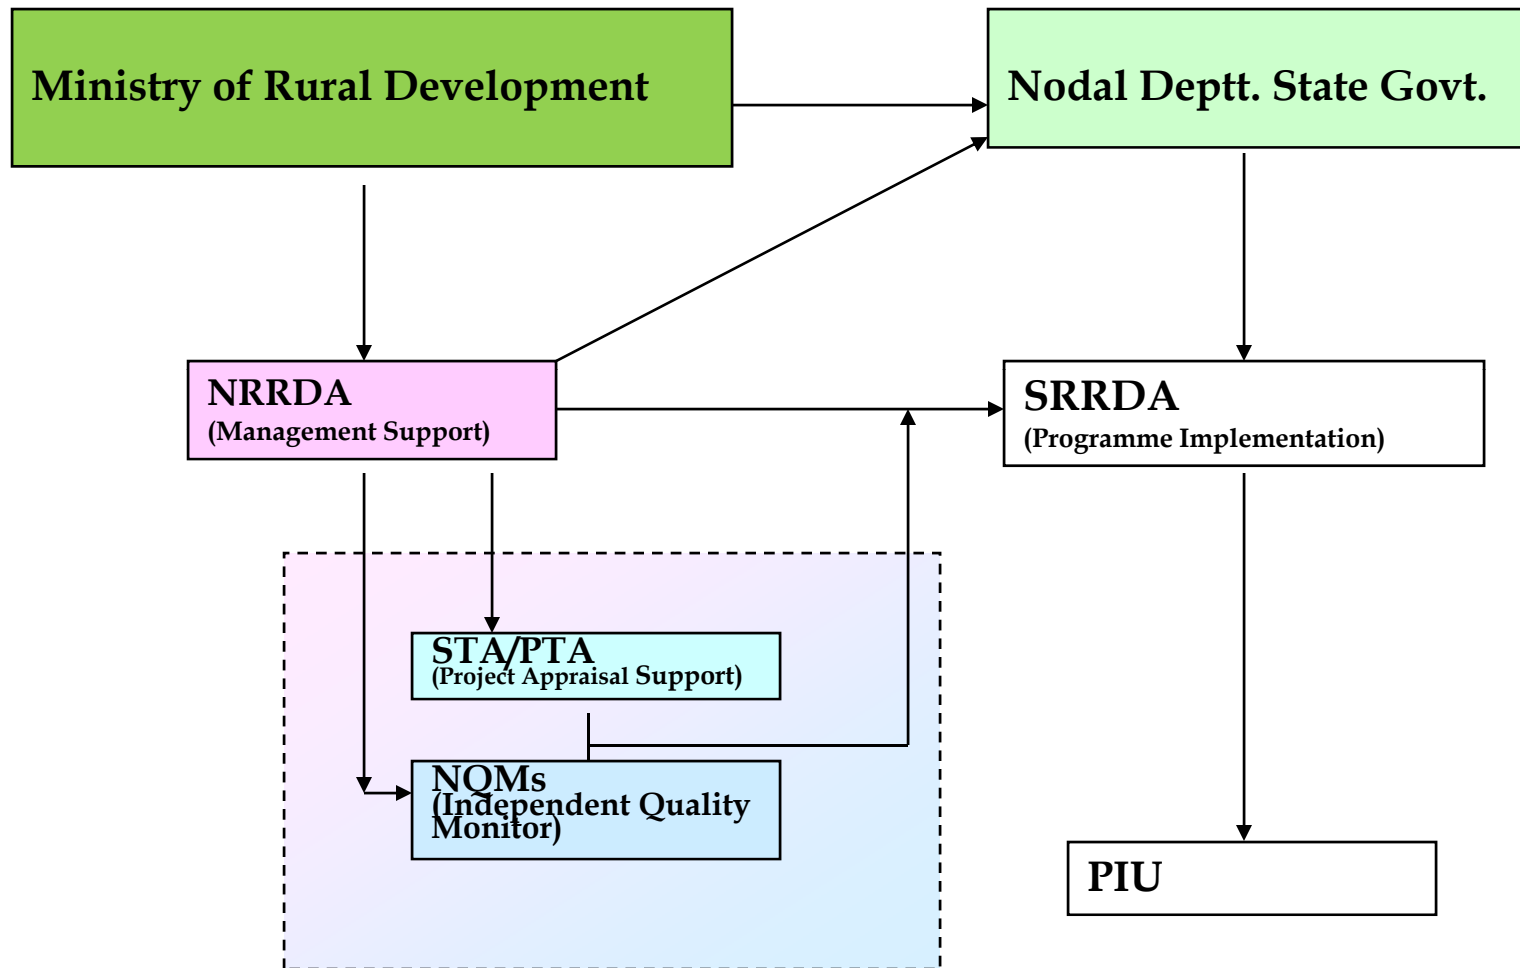 Ministry of Rural Development
Nodal Deptt. State Govt.
NRRDA
(Management Support)
SRRDA
(Programme Implementation)
STA/PTA
(Project Appraisal Support)
NQMs
(Independent Quality
Monitor)
PIU